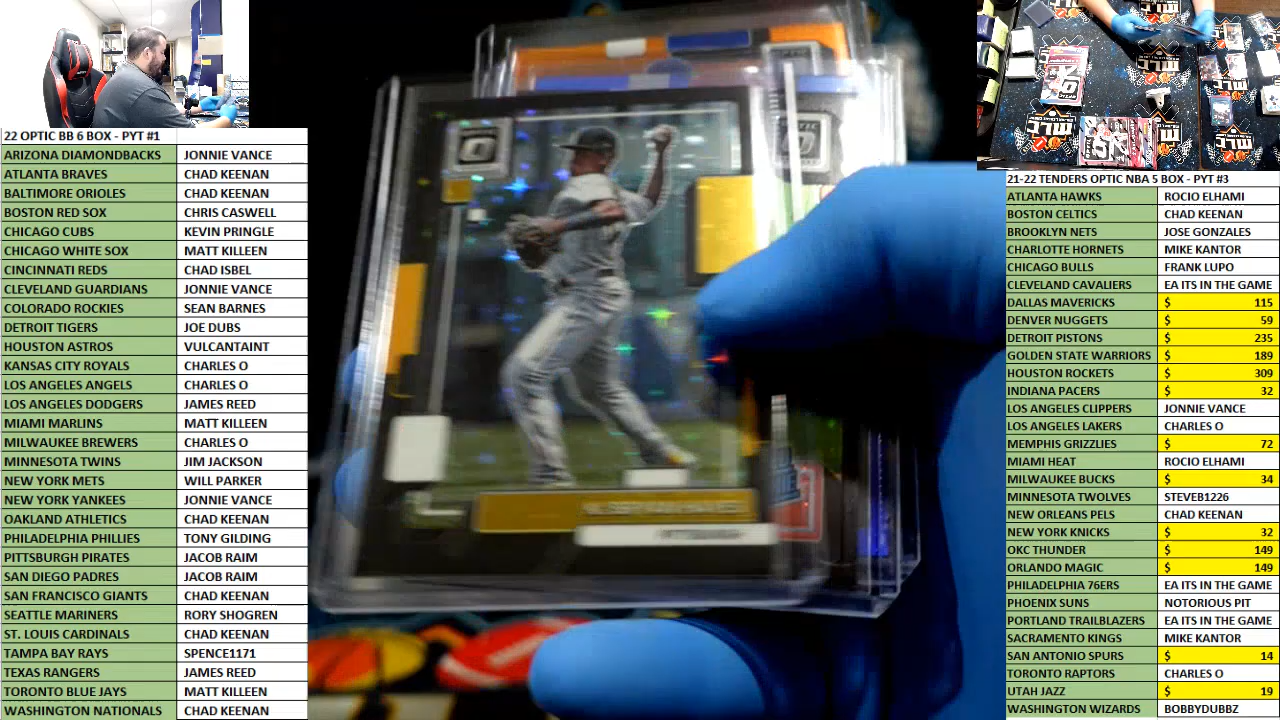 22 OPTIC BB 6 BOX - PYT #1
ARIZONA DIAMONDBACKS JONNIE VANCE
ATLANTA BRAVES CHAD KEENAN
BALTIMORE ORIOLES CHAD KEENAN
BOSTON RED SOX CHRIS CASWELL
CHICAGO CUBS KEVIN PRINGLE
CHICAGO WHITE SOX MATT KILLEEN
CINCINNATI REDS CHAD ISBEL
CLEVELAND GUARDIANS JONNIE VANCE
COLORADO ROCKIES SEAN BARNES
DETROIT TIGERS JOE DUBS
HOUSTON ASTROS VULCANTAINT
KANSAS CITY ROYALS CHARLES O
LOS ANGELES ANGELS CHARLES O
LOS ANGELES DODGERS JAMES REED
MIAMI MARLINS MATT KILLEEN
MILWAUKEE BREWERS CHARLES O
MINNESOTA TWINS JIM JACKSON
NEW YORK METS WILL PARKER
NEW YORK YANKEES JONNIE VANCE
OAKLAND ATHLETICS CHAD KEENAN
PHILADELPHIA PHILLIES TONY GILDING
PITTSBURGH PIRATES JACOB RAIM
SAN DIEGO PADRES JACOB RAIM
SAN FRANCISCO GIANTS CHAD KEENAN
SEATTLE MARINERS RORY SHOGREN
ST. LOUIS CARDINALS CHAD KEENAN
TAMPA BAY RAYS SPENCE1171
TEXAS RANGERS JAMES REED
TORONTO BLUE JAYS MATT KILLEEN
WASHINGTON NATIONALS CHAD KEENAN
PITTSBURGH
MLC
21-22 TENDERS OPTIC NBA 5 BOX - PYT #3
ATLANTA HAWKS ROCIO ELHAMI
BOSTON CELTICS CHAD KEENAN
BROOKLYN NETS JOSE GONZALES
CHARLOTTE HORNETS MIKE KANTOR
CHICAGO BULLS FRANK LUPO
CLEVELAND CAVALIERS EA ITS IN THE GAME
DALLAS MAVERICKS $ 115
DENVER NUGGETS $ 59
DETROIT PISTONS $ 235
GOLDEN STATE WARRIORS $ 189
HOUSTON ROCKETS $ 309
INDIANA PACERS $ 32
LOS ANGELES CLIPPERS JONNIE VANCE
LOS ANGELES LAKERS CHARLES O
MEMPHIS GRIZZLIES $ 72
MIAMI HEAT ROCIO ELHAMI
MILWAUKEE BUCKS $ 34
MINNESOTA TWOLVES STEVEB1226
NEW ORLEANS PELS CHAD KEENAN
NEW YORK KNICKS $ 32
OKC THUNDER $ 149
ORLANDO MAGIC $ 149
PHILADELPHIA 76ERS EA ITS IN THE GAME
PHOENIX SUNS NOTORIOUS PIT
PORTLAND TRAILBLAZERS EA ITS IN THE GAME
SACRAMENTO KINGS MIKE KANTOR
SAN ANTONIO SPURS $ 14
TORONTO RAPTORS CHARLES O
UTAH JAZZ $ 19
WASHINGTON WIZARDS BOBBYDUBBZ